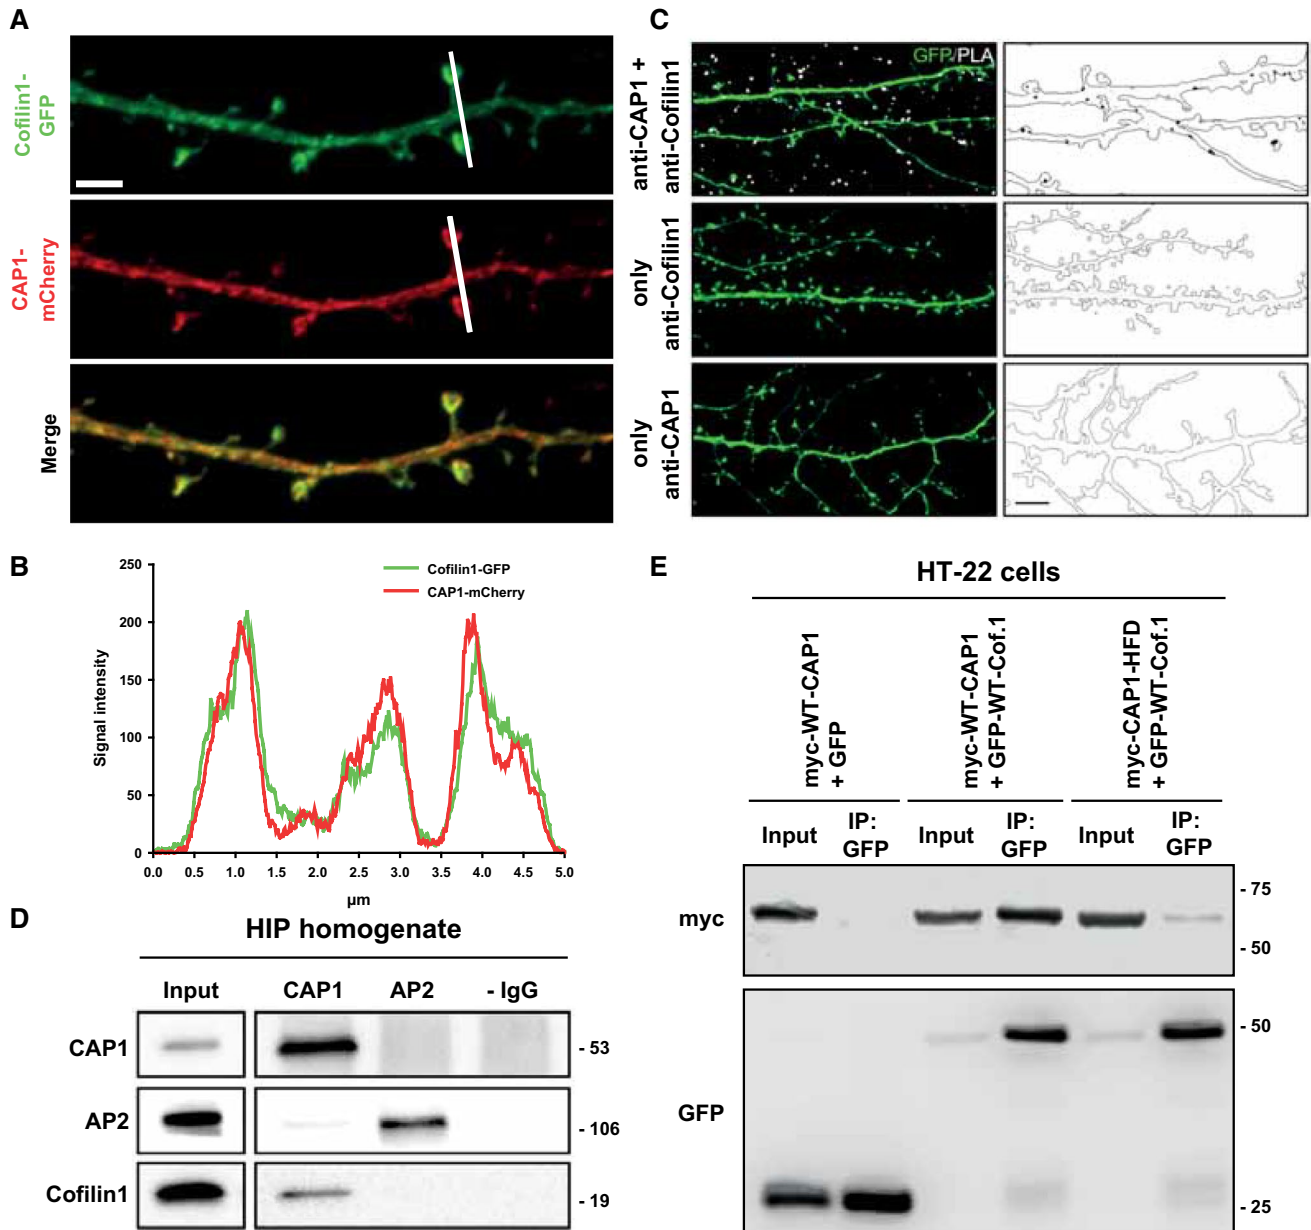 A
Cofilin1-
GFP
CAP1-
mCherry
Merge
C
GFP/PLA
anti-CAP1 +
anti-Cofilin1
only
anti-Cofilin1
only
anti-CAP1
B
250
200
150
100
50
0
Signal intensity
Cofilin1-GFP
CAP1-mCherry
0.0 0.5 1.0 1.5 2.0 2.5 3.0 3.5 4.0 4.5 5.0
µm
D
HIP homogenate
Input CAP1 AP2 - IgG
CAP1 - 53
AP2 - 106
Cofilin1 - 19
E
HT-22 cells
myc-WT-CAP1
+ GFP
myc-WT-CAP1
+ GFP-WT-Cof.1
myc-CAP1-HFD
+ GFP-WT-Cof.1
Input IP: GFP Input IP: GFP Input IP: GFP
myc
- 75
- 50
GFP
- 50
- 25